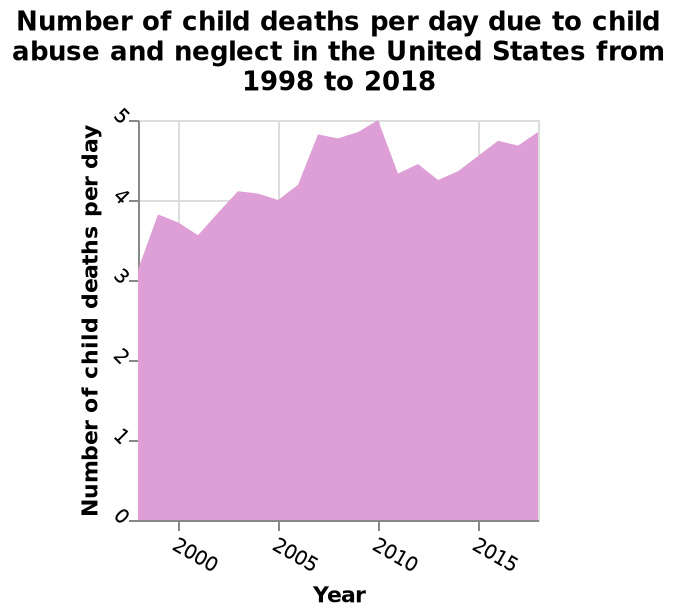 Number of child deaths per day due to child
abuse and neglect in the United States from
1998 to 2018
Number of child deaths per day
5
4
3
2
1
0
2000
2005
2010
2015
Year